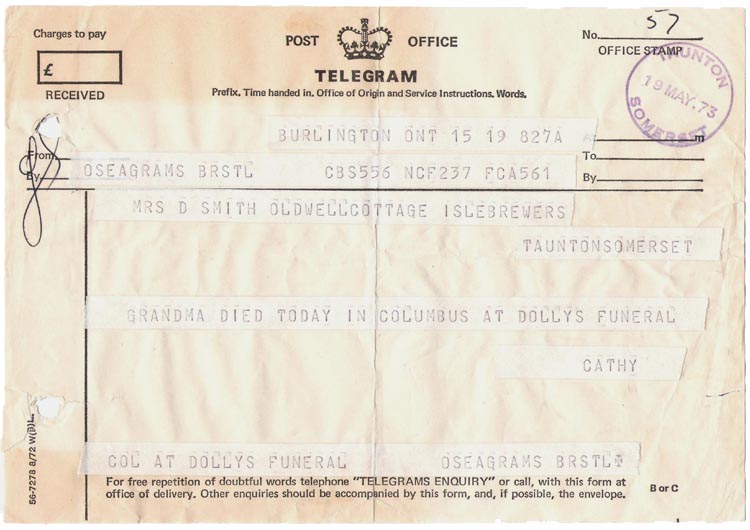 Charges to pay
£
RECEIVED
POST OFFICE
TELEGRAM
Prefix. Time handed in. Office of Origin and Service Instructions. Words.
No. 57
OFFICE STAMP
TAUNTON
19 MAY. 73
SOMERSET
BURLINGTON ONT 15 19 827A
m
From
To
By
OSEAGRAMS BRSTL CBS556 NCF237 FCA561
By
MRS D SMITH OLDWELLCOTTAGE ISLEBREWERS
TAUNTONSOMERSET
GRANDMA DIED TODAY IN COLUMBUS AT DOLLYS FUNERAL
CATHY
COL AT DOLLYS FUNERAL OSEAGRAMS BRSTL
For free repetition of doubtful words telephone "TELEGRAMS ENQUIRY" or call, with this form at
office of delivery. Other enquiries should be accompanied by this form, and, if possible, the envelope.
B or C
56-7278 8/72 W(B)L.